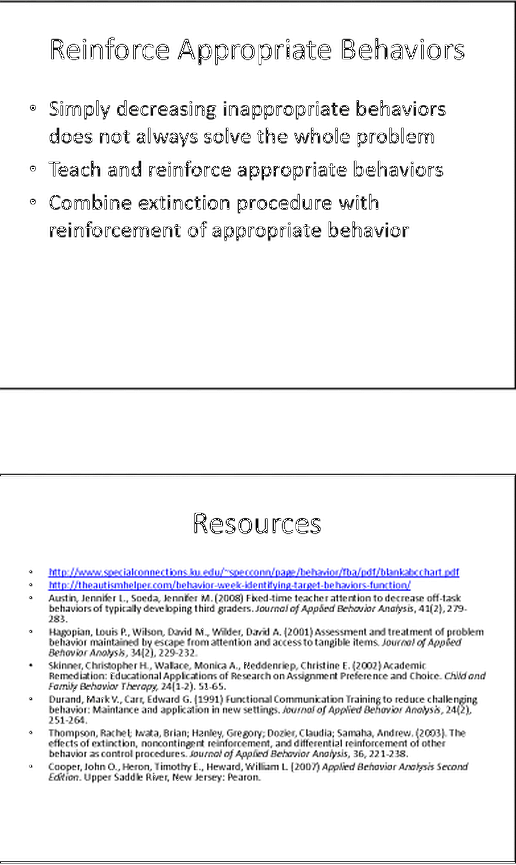 Reinforce Appropriate Behaviors
• Simply decreasing inappropriate behaviors
does not always solve the whole problem
• Teach and reinforce appropriate behaviors
• Combine extinction procedure with
reinforcement of appropriate behavior
Resources
• http://www.specialconnections.ku.edu/~specconn/page/behavior/fba/pdf/blankabcchart.pdf
• http://theautismhelper.com/behavior-week-identifying-target-behaviors-function/
• Austin, Jennifer L., Soeda, Jennifer M. (2008) Fixed-time teacher attention to decrease off-task
behaviors of typically developing third graders. Journal of Applied Behavior Analysis, 41(2), 279-
283.
• Hagopian, Louis P., Wilson, David M., Wilder, David A. (2001) Assessment and treatment of problem
behavior maintained by escape from attention and access to tangible items. Journal of Applied
Behavior Analysis, 34(2), 229-232.
• Skinner, Christopher H., Wallace, Monica A., Neddenriep, Christine E. (2002) Academic
Remediation: Educational Applications of Research on Assignment Preference and Choice. Child and
Family Behavior Therapy, 24(1-2). 51-65.
• Durand, Mark V., Carr, Edward G. (1991) Functional Communication Training to reduce challenging
behavior: Maintance and application in new settings. Journal of Applied Behavior Analysis, 24(2),
251-264.
• Thompson, Rachel; Iwata, Brian; Hanley, Gregory; Dozier, Claudia; Samaha, Andrew. (2003). The
effects of extinction, noncontingent reinforcement, and differential reinforcement of other
behavior as control procedures. Journal of Applied Behavior Analysis, 36, 221-238.
• Cooper, John O., Heron, Timothy E., Heward, William L. (2007) Applied Behavior Analysis Second
Edition. Upper Saddle River, New Jersey: Pearon.